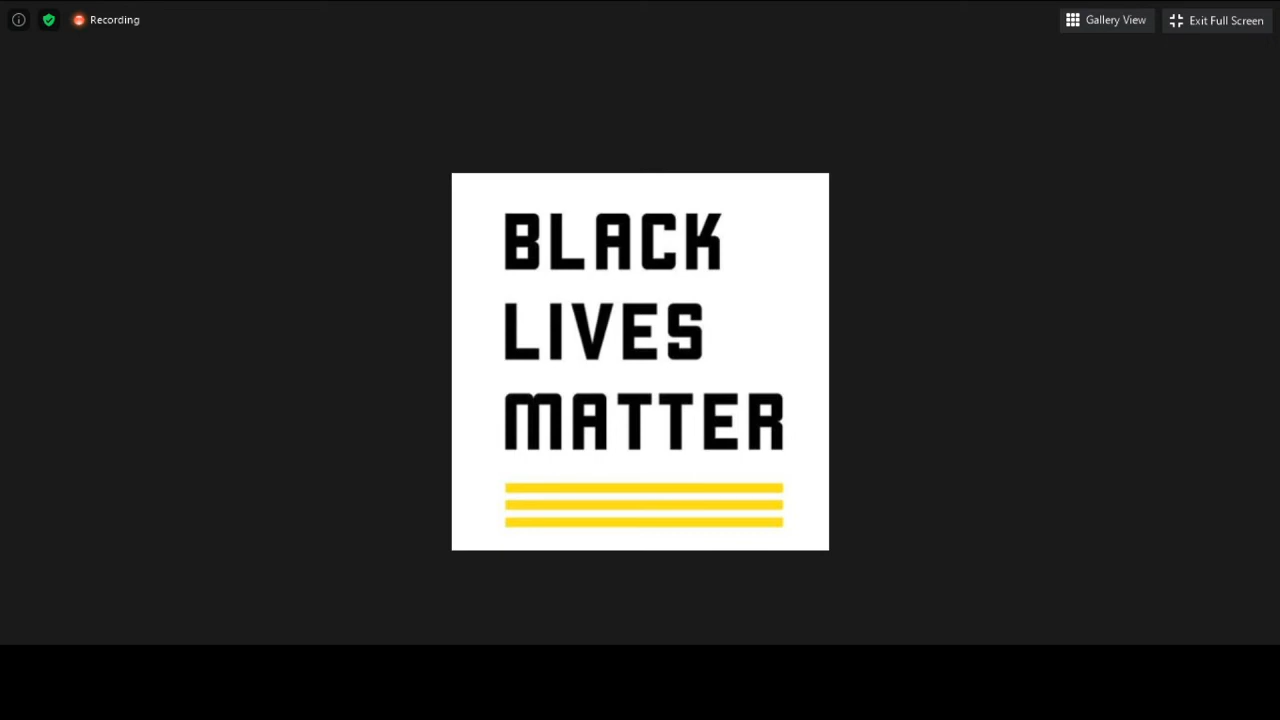 Recording
Gallery View
Exit Full Screen
BLACK
LIVES
MATTER